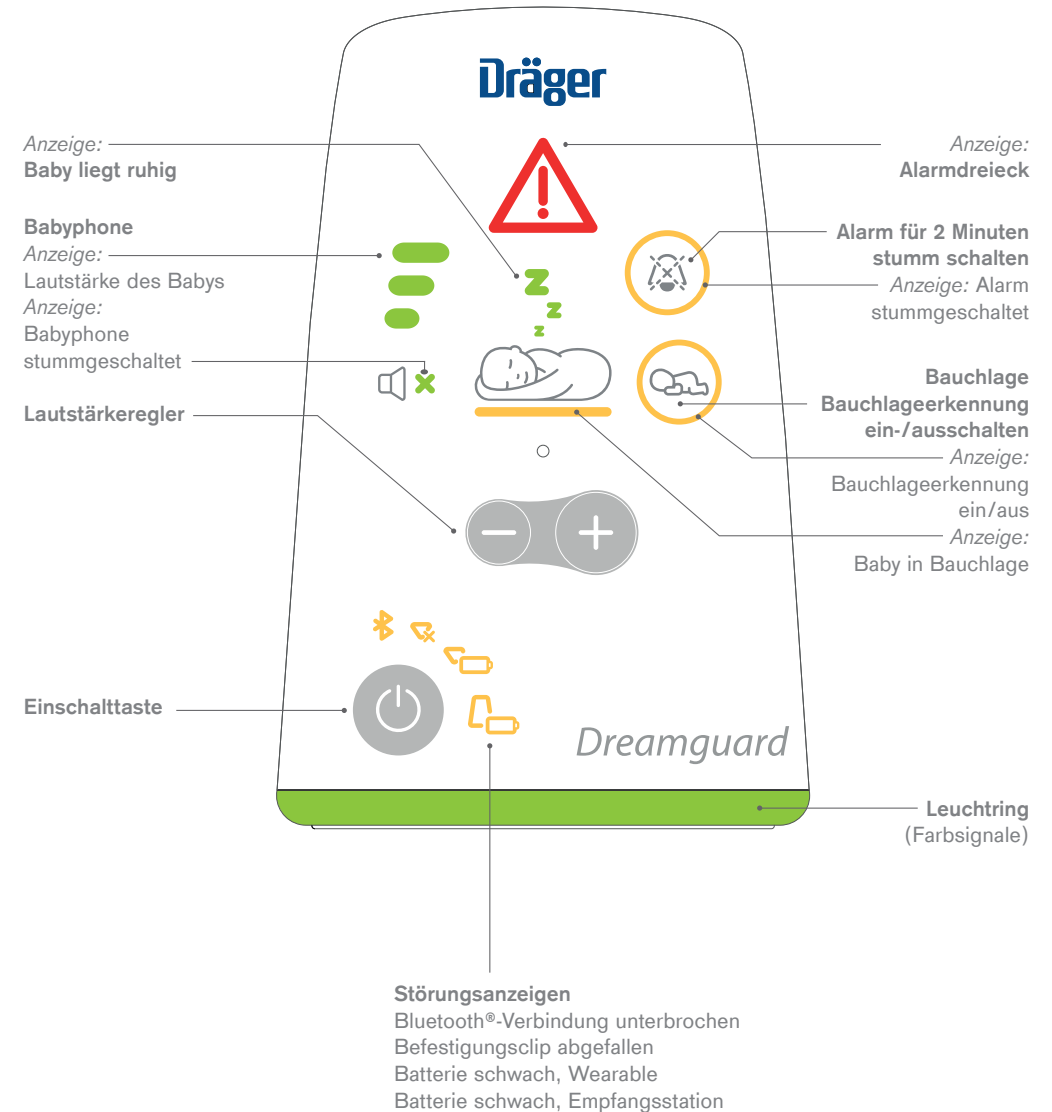 Dräger
Anzeige:
Baby liegt ruhig
Babyphone
Anzeige:
Lautstärke des Babys
Anzeige:
Babyphone
stummgeschaltet
Lautstärkeregler
Einschalttaste
Anzeige:
Alarmdreieck
Alarm für 2 Minuten
stumm schalten
Anzeige: Alarm
stummgeschaltet
Bauchlage
Bauchlageerkennung
ein-/ausschalten
Anzeige:
Bauchlageerkennung
ein/aus
Anzeige:
Baby in Bauchlage
z
z
z
Dreamguard
Leuchtring
(Farbsignale)
Störungsanzeigen
Bluetooth®-Verbindung unterbrochen
Befestigungsclip abgefallen
Batterie schwach, Wearable
Batterie schwach, Empfangsstation